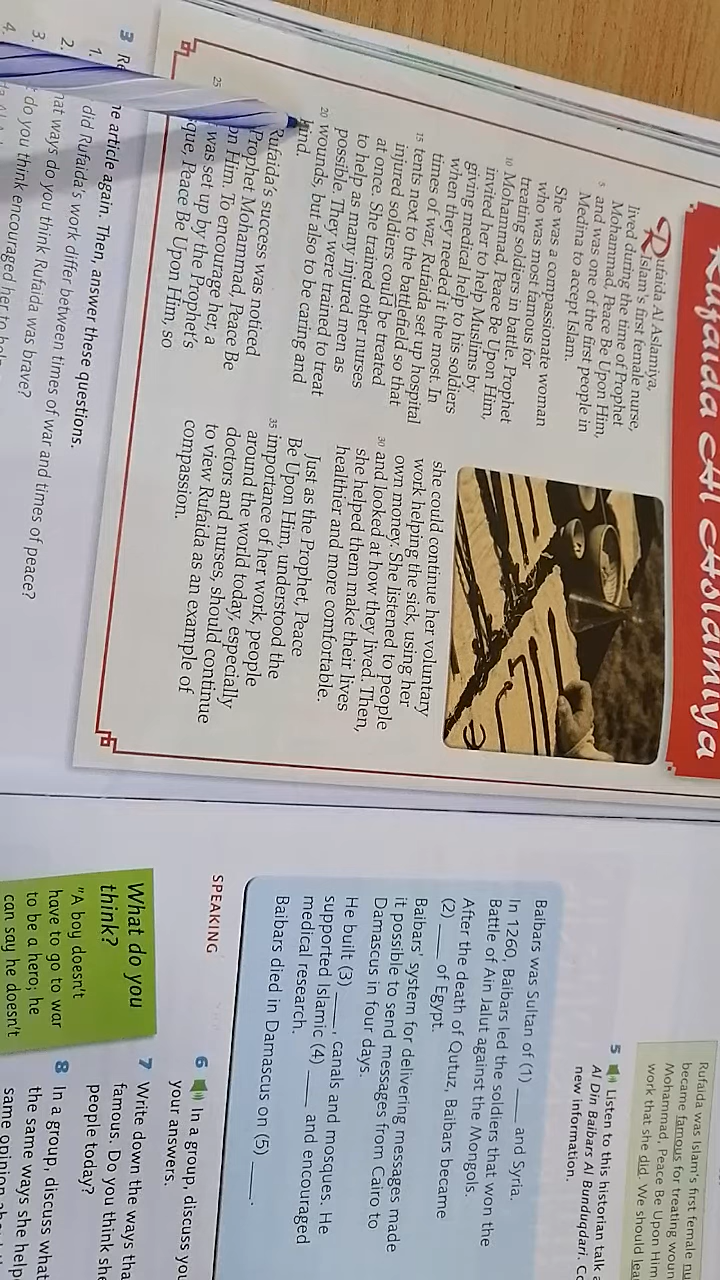 Rufaida Al Aslamiya
Rufaida Al Aslamiya,
Islam's first female nurse,
lived during the time of Prophet
Mohammad, Peace Be Upon Him,
5 and was one of the first people in
Medina to accept Islam.
She was a compassionate woman
who was most famous for
treating soldiers in battle. Prophet
10 Mohammad, Peace Be Upon Him,
invited her to help Muslims by
giving medical help to his soldiers
when they needed it the most. In
times of war, Rufaida set up hospital
15 tents next to the battlefield so that
injured soldiers could be treated
at once. She trained other nurses
to help as many injured men as
possible. They were trained to treat
20 wounds, but also to be caring and
kind.
Rufaida's success was noticed
Prophet Mohammad, Peace Be
on Him. To encourage her, a
25 was set up by the Prophet's
que, Peace Be Upon Him, so
she could continue her voluntary
work helping the sick, using her
own money. She listened to people
30 and looked at how they lived. Then,
she helped them make their lives
healthier and more comfortable.
Just as the Prophet, Peace
Be Upon Him, understood the
35 importance of her work, people
around the world today, especially
doctors and nurses, should continue
to view Rufaida as an example of
compassion.
3 Re he article again. Then, answer these questions.
1. did Rufaida's work differ between times of war and times of peace?
2. hat ways do you think Rufaida was brave?
3. do you think encouraged her to help
4.
Rufaida was Islam's first female nu
became famous for treating woun
Mohammad, Peace Be Upon Him
work that she did. We should lea
5 Listen to this historian talk a
Al Din Baibars Al Bunduqdari. Co
new information.
Baibars was Sultan of (1) ____ and Syria.
In 1260, Baibars led the soldiers that won the
Battle of Ain Jalut against the Mongols.
After the death of Qutuz, Baibars became
(2) ____ of Egypt.
Baibars' system for delivering messages made
it possible to send messages from Cairo to
Damascus in four days.
He built (3) ____, canals and mosques. He
supported Islamic (4) ____ and encouraged
medical research.
Baibars died in Damascus on (5) ____.
SPEAKING
6 In a group, discuss you
your answers.
What do you
think?
"A boy doesn't
have to go to war
to be a hero; he
can say he doesn't
7 Write down the ways tha
famous. Do you think she
people today?
8 In a group, discuss what
the same ways she help
same opinion